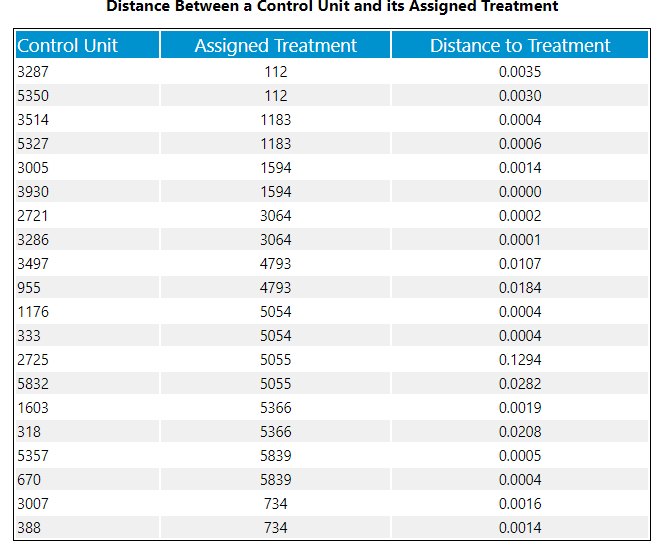 Distance Between a Control Unit and its Assigned Treatment
Control Unit Assigned Treatment Distance to Treatment
3287 112 0.0035
5350 112 0.0030
3514 1183 0.0004
5327 1183 0.0006
3005 1594 0.0014
3930 1594 0.0000
2721 3064 0.0002
3286 3064 0.0001
3497 4793 0.0107
955 4793 0.0184
1176 5054 0.0004
333 5054 0.0004
2725 5055 0.1294
5832 5055 0.0282
1603 5366 0.0019
318 5366 0.0208
5357 5839 0.0005
670 5839 0.0004
3007 734 0.0016
388 734 0.0014